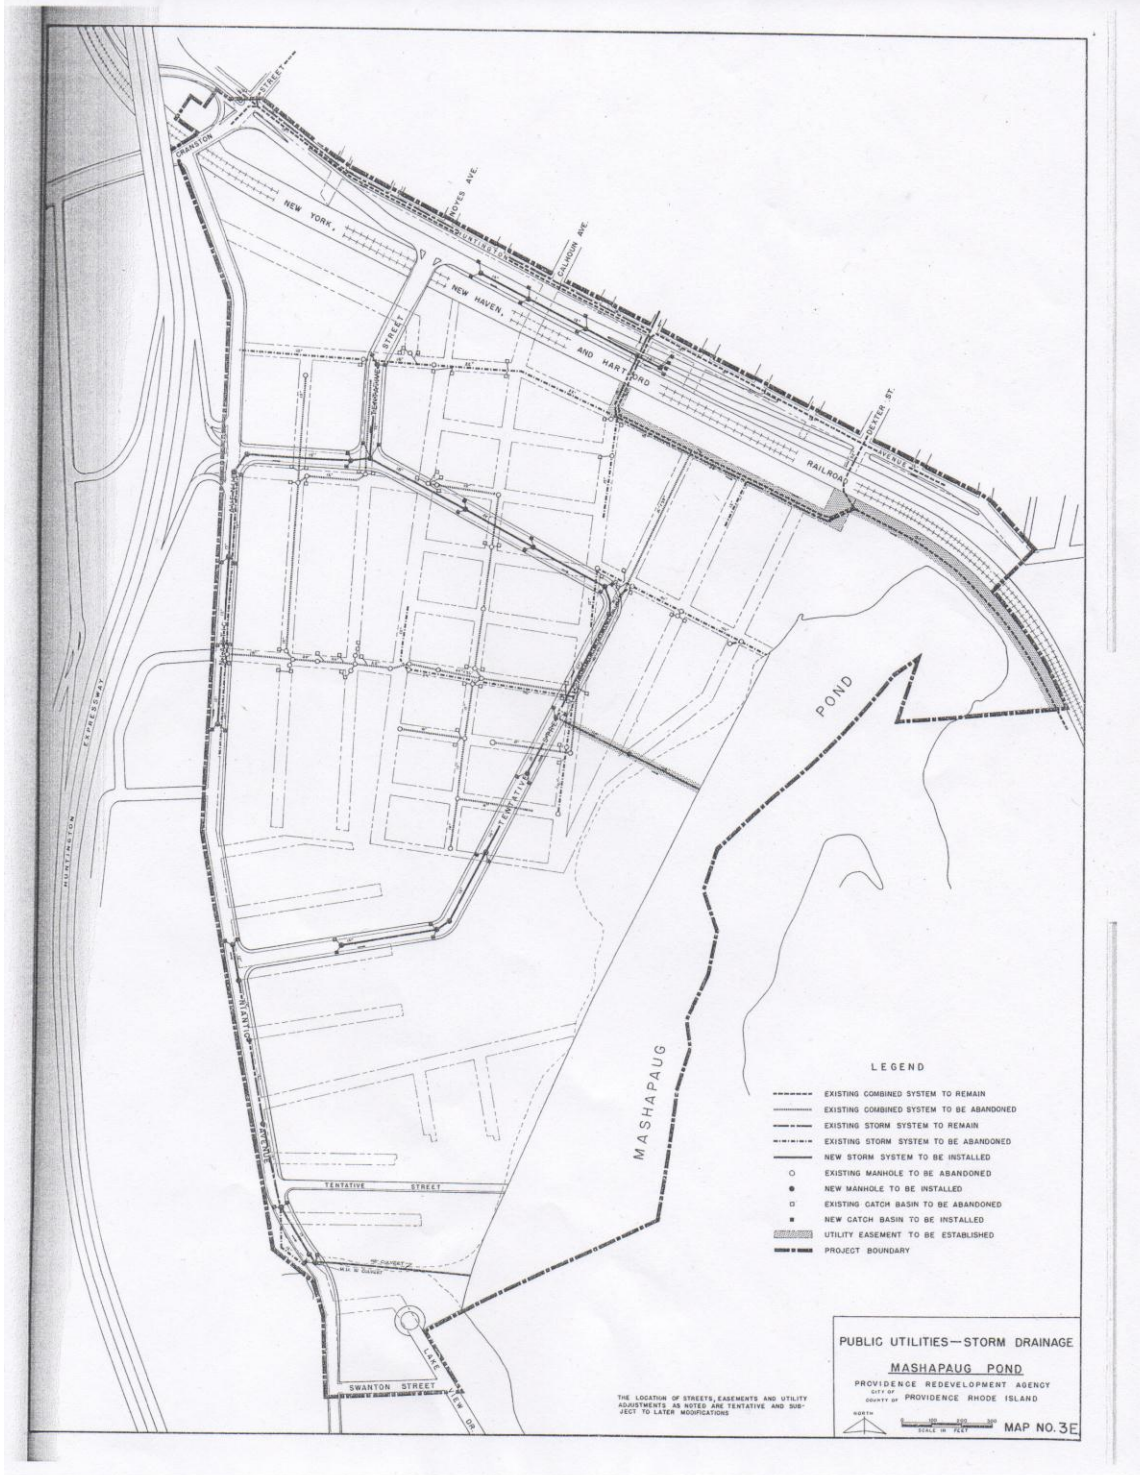 STREET
CRANSTON
NOYES AVE.
NEW YORK,
HUNTINGTON
CALHOUN AVE.
NEW HAVEN,
STREET
AND HARTFORD
DEXTER ST.
AVENUE
RAILROAD
POND
EXPRESSWAY
HUNTINGTON
TENTATIVE
NIANTIC
AVENUE
MASHAPAUG
TENTATIVE STREET
LAKE
VIEW DR.
SWANTON STREET
LEGEND
EXISTING COMBINED SYSTEM TO REMAIN
EXISTING COMBINED SYSTEM TO BE ABANDONED
EXISTING STORM SYSTEM TO REMAIN
EXISTING STORM SYSTEM TO BE ABANDONED
NEW STORM SYSTEM TO BE INSTALLED
EXISTING MANHOLE TO BE ABANDONED
NEW MANHOLE TO BE INSTALLED
EXISTING CATCH BASIN TO BE ABANDONED
NEW CATCH BASIN TO BE INSTALLED
UTILITY EASEMENT TO BE ESTABLISHED
PROJECT BOUNDARY
THE LOCATION OF STREETS, EASEMENTS AND UTILITY
ADJUSTMENTS AS NOTED ARE TENTATIVE AND SUB-
JECT TO LATER MODIFICATIONS
PUBLIC UTILITIES—STORM DRAINAGE
MASHAPAUG POND
PROVIDENCE REDEVELOPMENT AGENCY
CITY OF
COUNTY OF PROVIDENCE RHODE ISLAND
NORTH
0 100 200 300
SCALE IN FEET
MAP NO. 3E